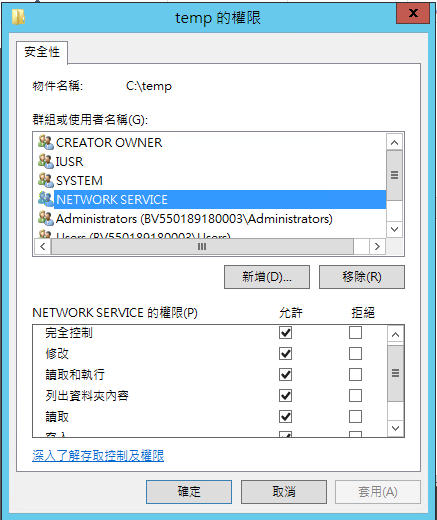 temp 的權限
x
安全性
物件名稱: C:\temp
群組或使用者名稱(G):
CREATOR OWNER
IUSR
SYSTEM
NETWORK SERVICE
Administrators (BV550189180003\Administrators)
Users (BV550189180003\Users)
新增(D)... 移除(R)
NETWORK SERVICE 的權限(P) 允許 拒絕
完全控制
修改
讀取和執行
列出資料夾內容
讀取
寫入
深入了解存取控制及權限
確定 取消 套用(A)